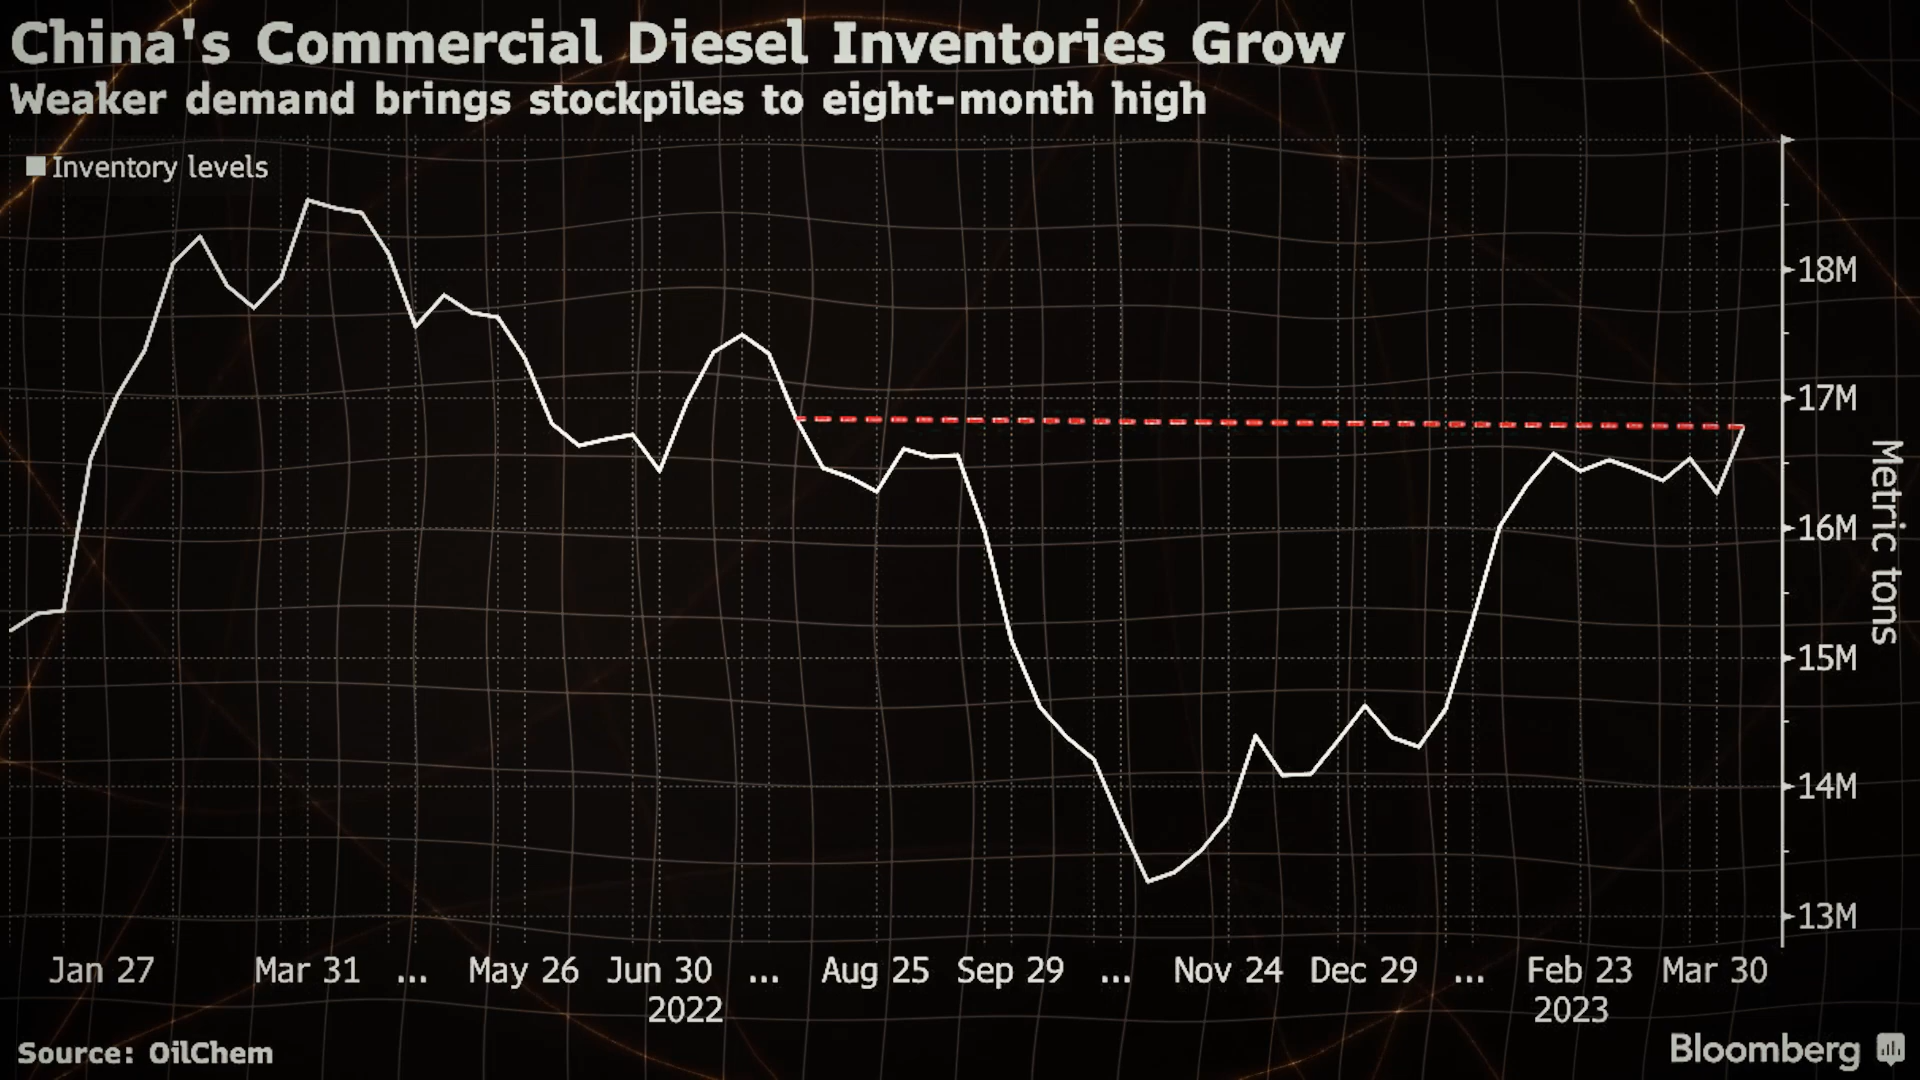 China's Commercial Diesel Inventories Grow
Weaker demand brings stockpiles to eight-month high
Inventory levels
18M
17M
16M
15M
14M
13M
Metric tons
Jan 27 Mar 31 ... May 26 Jun 30 ... Aug 25 Sep 29 ... Nov 24 Dec 29 ... Feb 23 Mar 30
2022 2023
Source: OilChem
Bloomberg